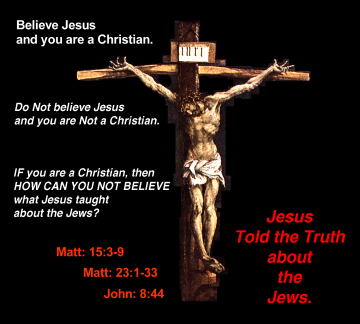 Believe Jesus
and you are a Christian.
Do Not believe Jesus
and you are Not a Christian.
IF you are a Christian, then
HOW CAN YOU NOT BELIEVE
what Jesus taught
about the Jews?
Matt: 15:3-9
Matt: 23:1-33
John: 8:44
Jesus
Told the Truth
about
the
Jews.